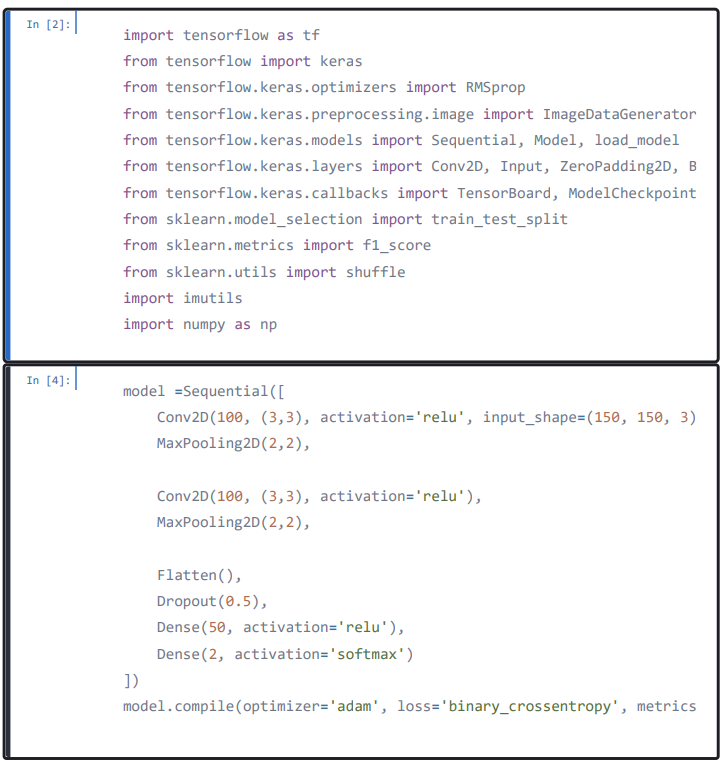 In [2]:
import tensorflow as tf
from tensorflow import keras
from tensorflow.keras.optimizers import RMSprop
from tensorflow.keras.preprocessing.image import ImageDataGenerator
from tensorflow.keras.models import Sequential, Model, load_model
from tensorflow.keras.layers import Conv2D, Input, ZeroPadding2D, B
from tensorflow.keras.callbacks import TensorBoard, ModelCheckpoint
from sklearn.model_selection import train_test_split
from sklearn.metrics import f1_score
from sklearn.utils import shuffle
import imutils
import numpy as np
In [4]:
model =Sequential([
    Conv2D(100, (3,3), activation='relu', input_shape=(150, 150, 3)
    MaxPooling2D(2,2),
    Conv2D(100, (3,3), activation='relu'),
    MaxPooling2D(2,2),
    Flatten(),
    Dropout(0.5),
    Dense(50, activation='relu'),
    Dense(2, activation='softmax')
])
model.compile(optimizer='adam', loss='binary_crossentropy', metrics